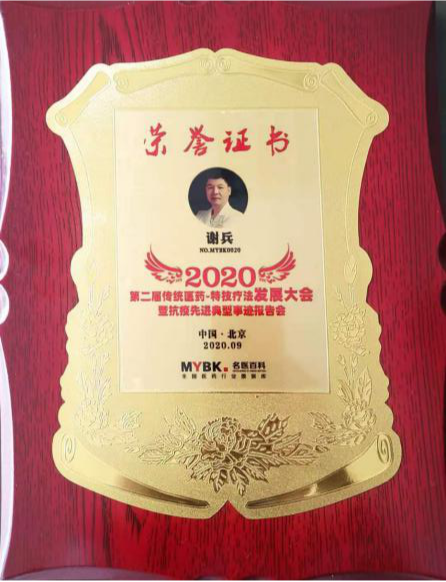 荣誉证书
谢兵
NO.MYBK0020
2020
第二届传统医药-特技疗法发展大会
暨抗疫先进典型事迹报告会
中国·北京
2020.09
MYBK. 名医百科